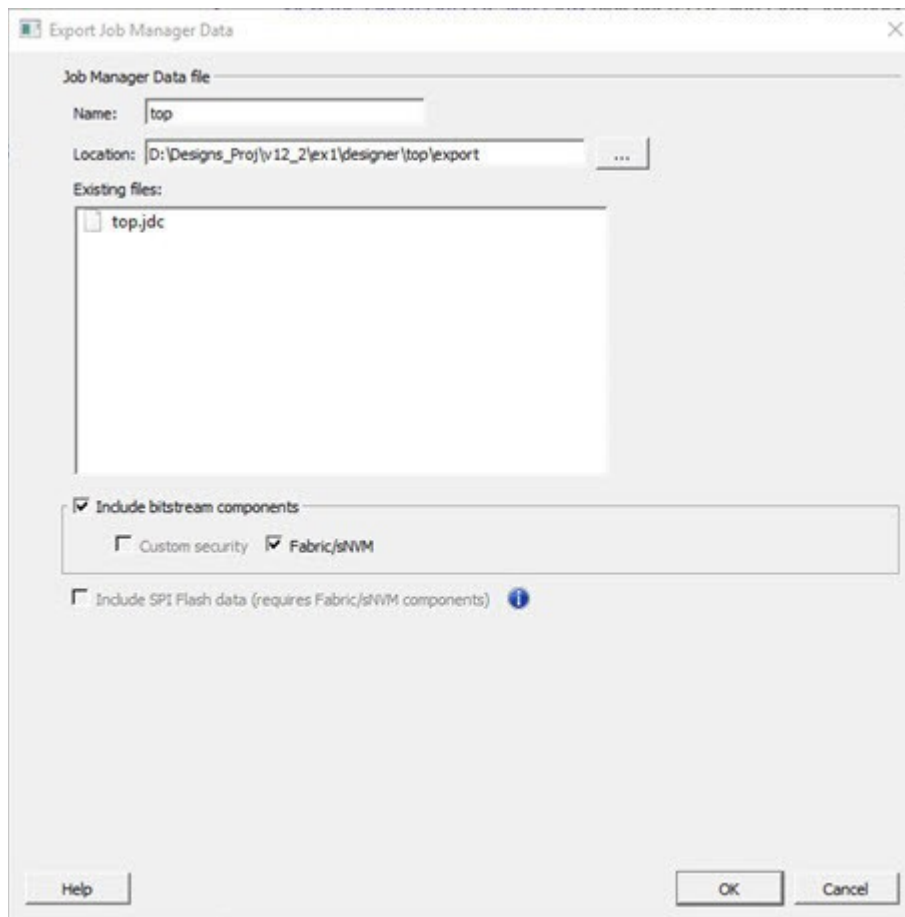 Export Job Manager Data
Job Manager Data file
Name: top
Location: D:\Designs_Proj\v12_2\ex1\designer\top\export ...
Existing files:
top.jdc
Include bitstream components
Custom security Fabric/sNVM
Include SPI Flash data (requires Fabric/sNVM components)
Help OK Cancel